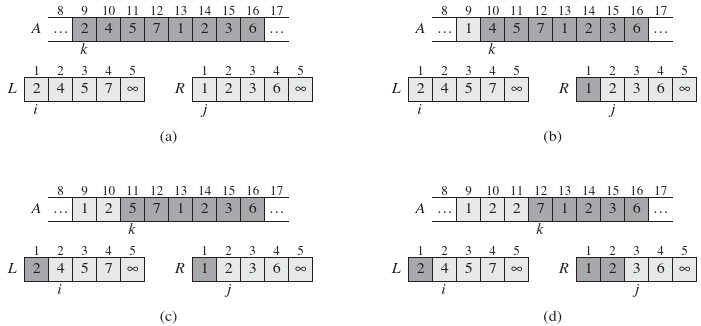 8 9 10 11 12 13 14 15 16 17
A … 2 4 5 7 1 2 3 6 …
k
1 2 3 4 5
L 2 4 5 7 ∞
i
1 2 3 4 5
R 1 2 3 6 ∞
j
(a)
8 9 10 11 12 13 14 15 16 17
A … 1 4 5 7 1 2 3 6 …
k
1 2 3 4 5
L 2 4 5 7 ∞
i
1 2 3 4 5
R 1 2 3 6 ∞
j
(b)
8 9 10 11 12 13 14 15 16 17
A … 1 2 5 7 1 2 3 6 …
k
1 2 3 4 5
L 2 4 5 7 ∞
i
1 2 3 4 5
R 1 2 3 6 ∞
j
(c)
8 9 10 11 12 13 14 15 16 17
A … 1 2 2 7 1 2 3 6 …
k
1 2 3 4 5
L 2 4 5 7 ∞
i
1 2 3 4 5
R 1 2 3 6 ∞
j
(d)